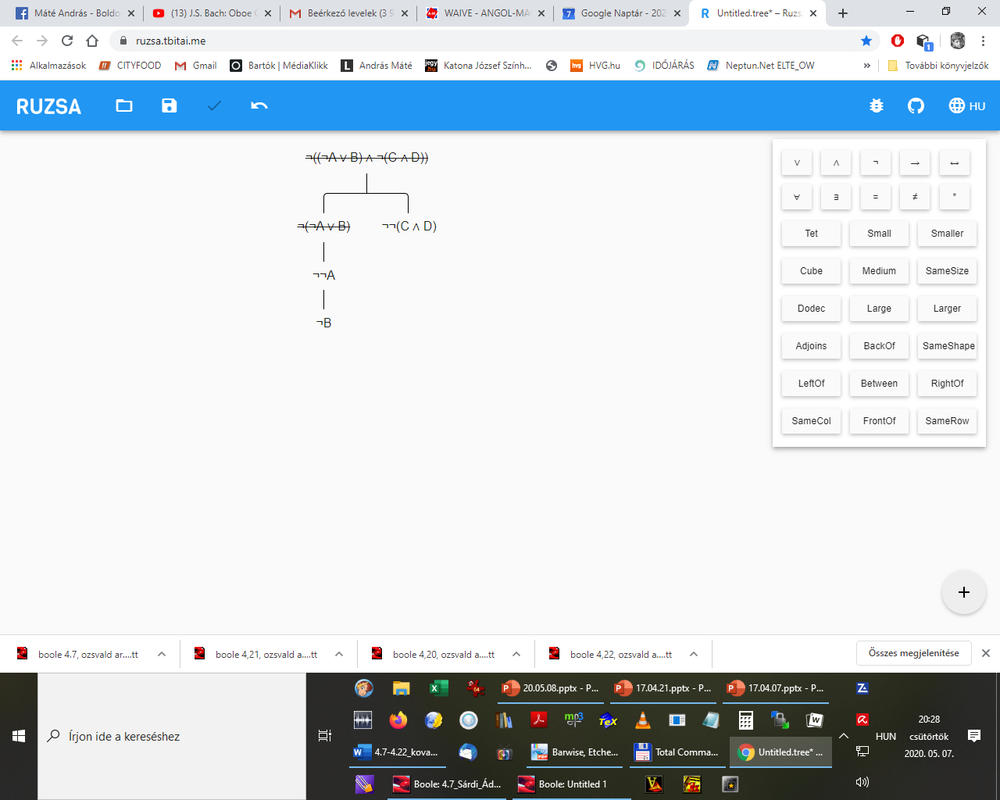 Máté András - Boldo
(13) J.S. Bach: Oboe C
Beérkező levelek (3 9
WAIVE - ANGOL-MA
Google Naptár - 202
Untitled.tree* – Ruzs
ruzsa.tbitai.me
Alkalmazások CITYFOOD Gmail Bartók | MédiaKlikk András Máté Katona József Szính... HVG.hu IDŐJÁRÁS Neptun.Net ELTE_OW » További könyvjelzők
RUZSA HU
¬((¬A ∨ B) ∧ ¬(C ∧ D))
¬(¬A ∨ B) ¬¬(C ∧ D)
¬¬A
¬B
∨ ∧ ¬ → ↔
∀ ∃ = ≠ *
Tet Small Smaller
Cube Medium SameSize
Dodec Large Larger
Adjoins BackOf SameShape
LeftOf Between RightOf
SameCol FrontOf SameRow
boole 4.7, ozsvald ar....tt boole 4,21, ozsvald a....tt boole 4,20, ozsvald a....tt boole 4,22, ozsvald a....tt Összes megjelenítése
Írjon ide a kereséshez
20.05.08.pptx - P... 17.04.21.pptx - P... 17.04.07.pptx - P...
4.7-4.22_kova... Barwise, Etche... Total Comma... Untitled.tree* ...
Boole: 4.7_Sárdi_Ád... Boole: Untitled 1
HUN
20:28
csütörtök
2020. 05. 07.